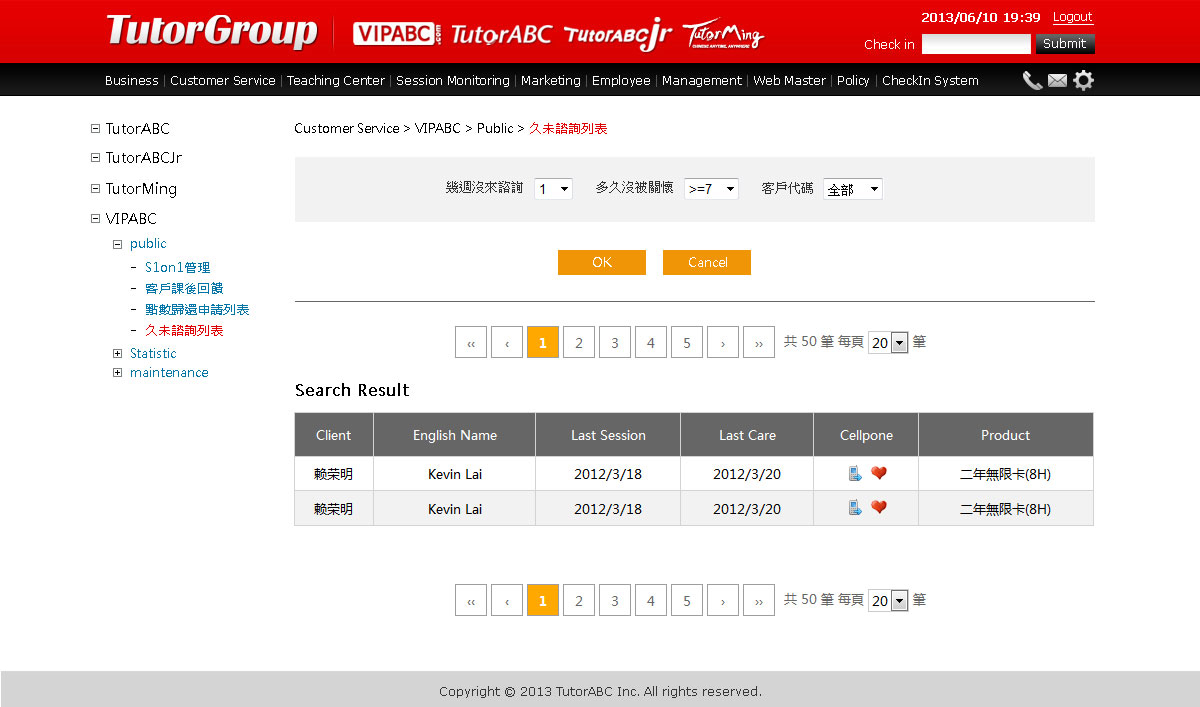 TutorGroup VIPABC.com TutorABC TutorABCjr TutorMing 2013/06/10 19:39 Logout
Check in Submit
Business | Customer Service | Teaching Center | Session Monitoring | Marketing | Employee | Management | Web Master | Policy | CheckIn System
TutorABC
TutorABCJr
TutorMing
VIPABC
public
- S1on1管理
- 客戶課後回饋
- 點數歸還申請列表
- 久未諮詢列表
Statistic
maintenance
Customer Service > VIPABC > Public > 久未諮詢列表
幾週沒來諮詢 1 多久沒被關懷 >=7 客戶代碼 全部
OK Cancel
‹‹ ‹ 1 2 3 4 5 › ›› 共 50 筆 每頁 20 筆
Search Result
Client English Name Last Session Last Care Cellpone Product
賴荣明 Kevin Lai 2012/3/18 2012/3/20 二年無限卡(8H)
賴荣明 Kevin Lai 2012/3/18 2012/3/20 二年無限卡(8H)
‹‹ ‹ 1 2 3 4 5 › ›› 共 50 筆 每頁 20 筆
Copyright © 2013 TutorABC Inc. All rights reserved.